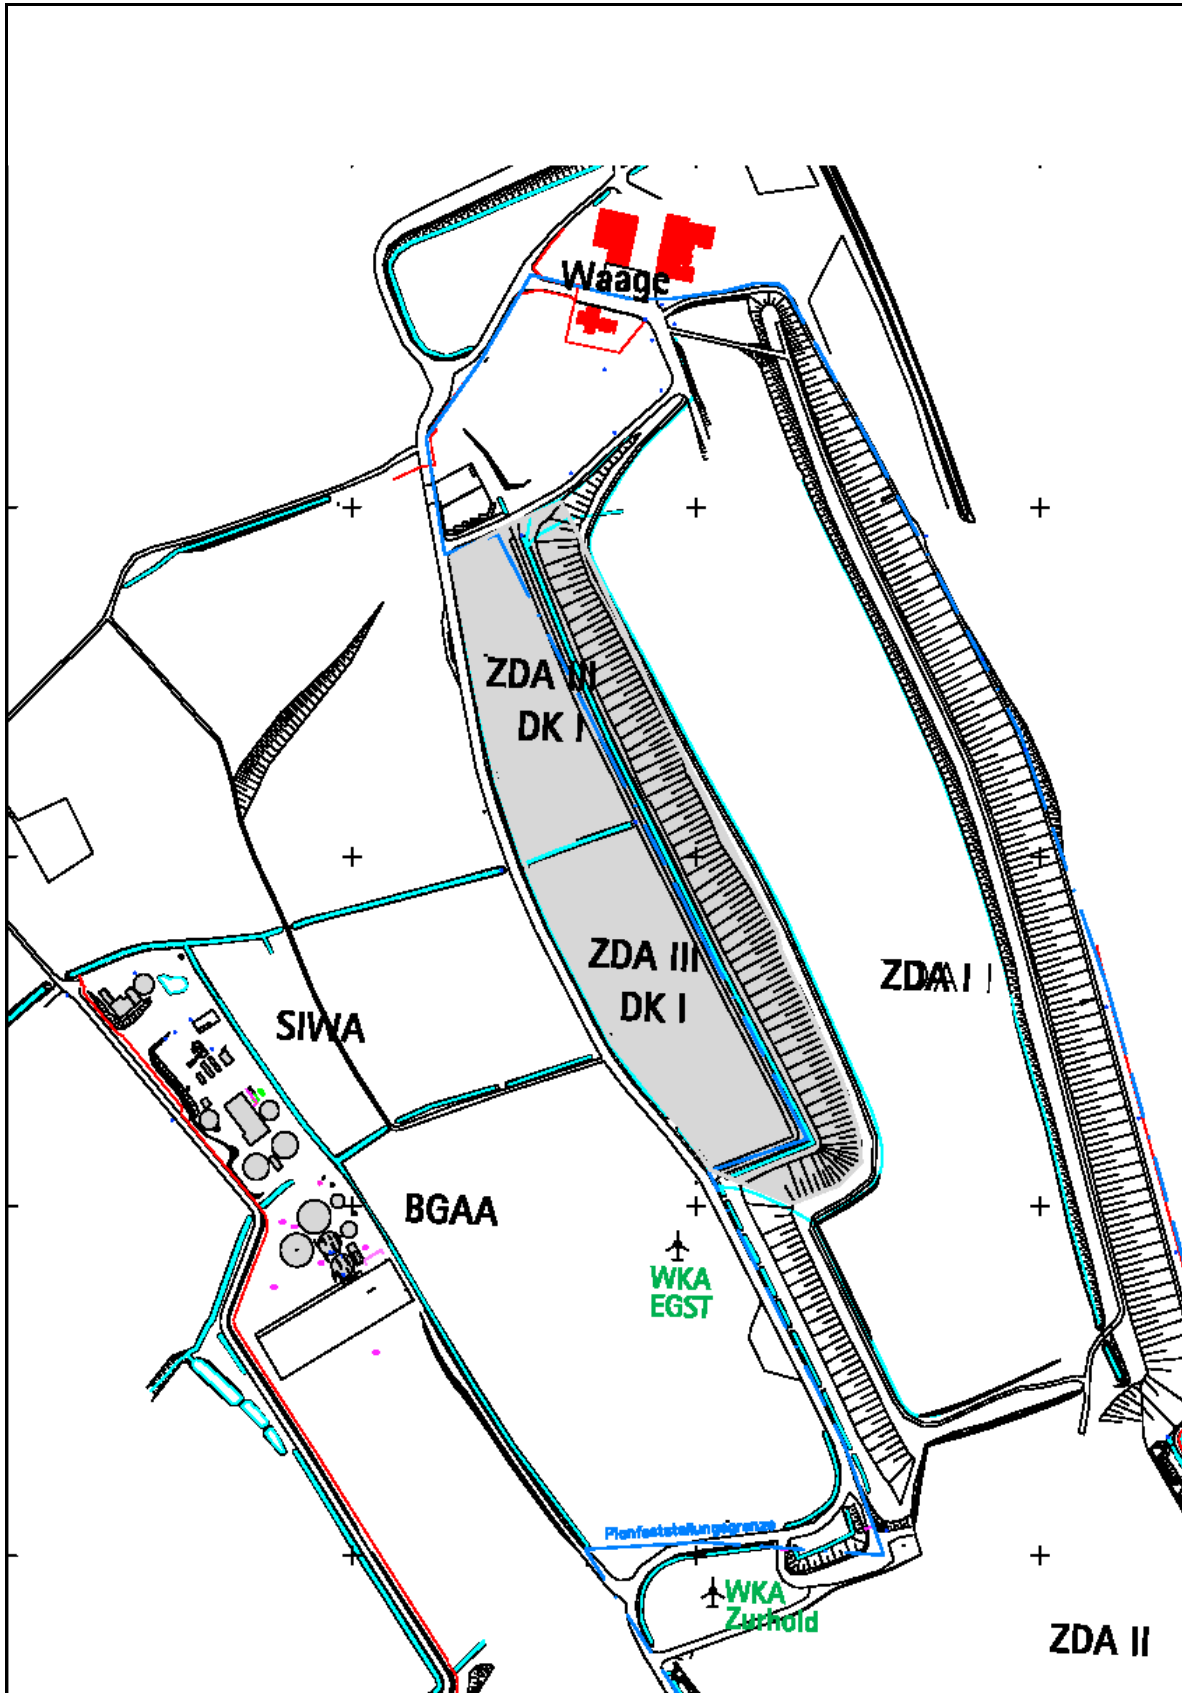 Waage
ZDA III
DK I
ZDA III
DK I
ZDA I
SIWA
BGAA
WKA
EGST
Planfeststellungsgrenze
WKA
Zurhold
ZDA II